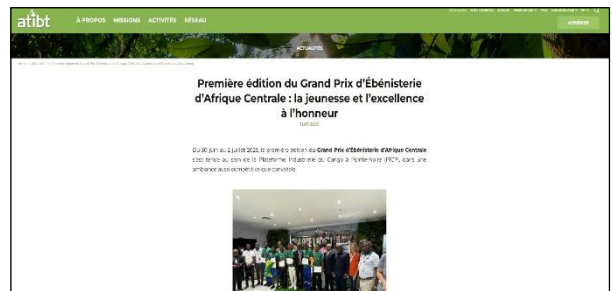 atibt
À PROPOS MISSIONS ACTIVITÉS RÉSEAU
ADHÉRER
ACTUALITÉS
Première édition du Grand Prix d'Ébénisterie
d'Afrique Centrale : la jeunesse et l'excellence
à l'honneur
Du 30 juin au 2 juillet 2025, la première édition du Grand Prix d'Ébénisterie d'Afrique Centrale
s'est tenue au sein de la Plateforme Industrielle du Congo à Pointe-Noire (PICP), dans une
ambiance aussi compétitive que conviviale.